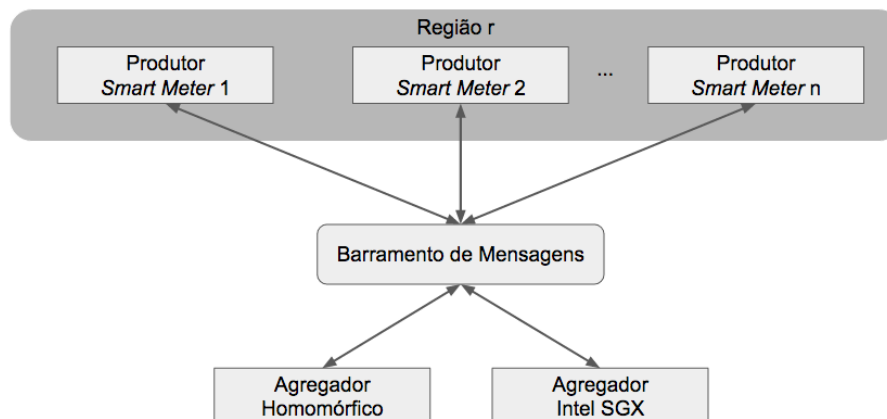 Região r
Produtor
Smart Meter 1
Produtor
Smart Meter 2
...
Produtor
Smart Meter n
Barramento de Mensagens
Agregador
Homomórfico
Agregador
Intel SGX